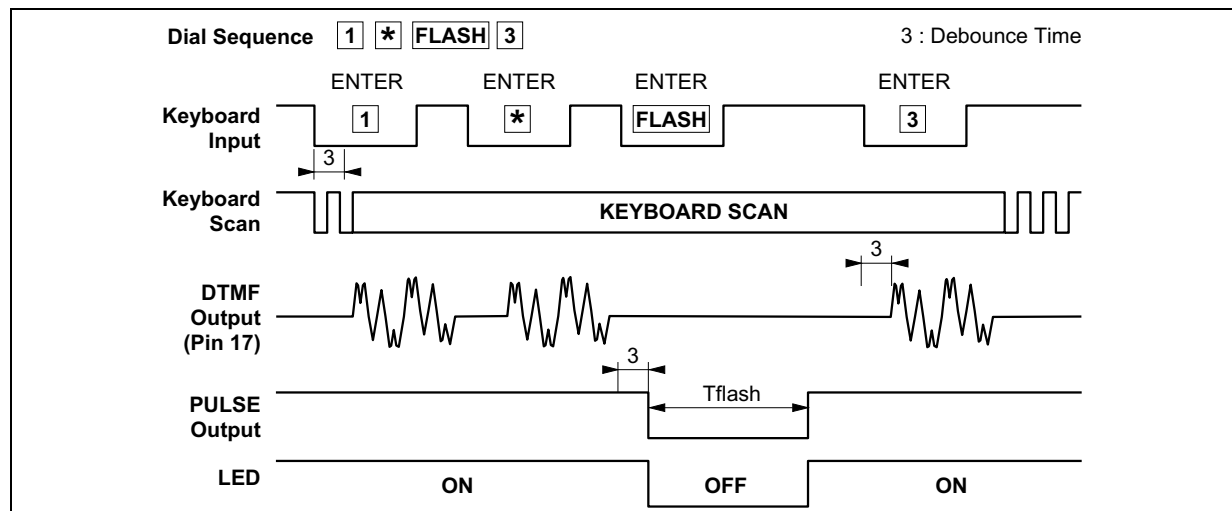 Dial Sequence 1 * FLASH 3 3 : Debounce Time
ENTER ENTER ENTER ENTER
Keyboard
Input
1 * FLASH 3
3
Keyboard
Scan
KEYBOARD SCAN
3
DTMF
Output
(Pin 17)
3
PULSE
Output
Tflash
LED
ON OFF ON